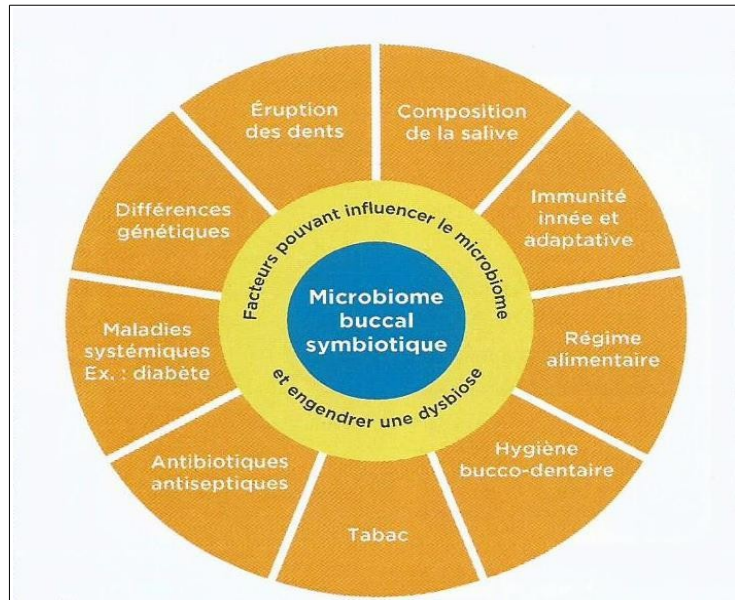 Éruption
des dents
Composition
de la salive
Immunité
innée et
adaptative
Régime
alimentaire
Hygiène
bucco-dentaire
Tabac
Antibiotiques
antiseptiques
Maladies
systémiques
Ex. : diabète
Différences
génétiques
Facteurs pouvant influencer le microbiome
et engendrer une dysbiose
Microbiome
buccal
symbiotique